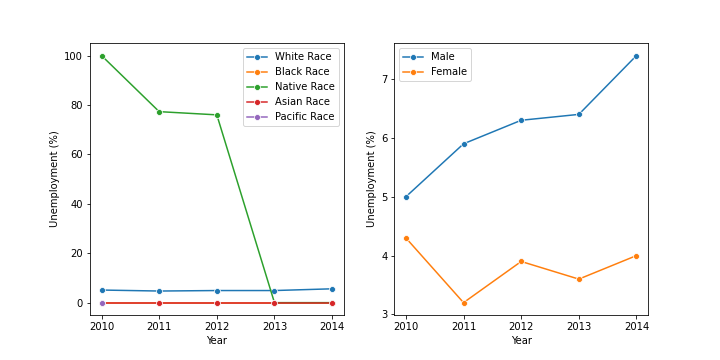 100
80
60
40
20
0
Unemployment (%)
2010 2011 2012 2013 2014
Year
White Race
Black Race
Native Race
Asian Race
Pacific Race
7
6
5
4
3
Unemployment (%)
2010 2011 2012 2013 2014
Year
Male
Female